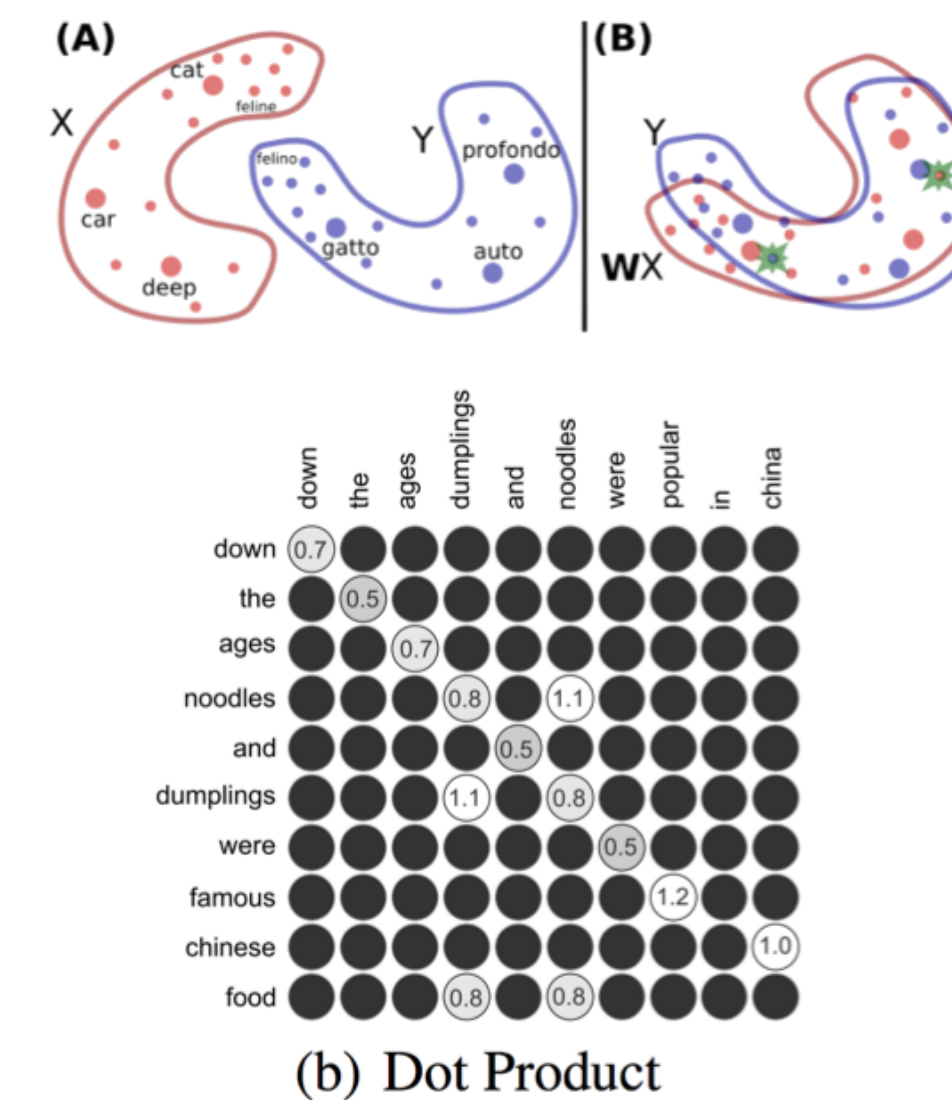 (A)
(B)
cat
feline
X
car
deep
felino
Y
profondo
gatto
auto
Y
WX
down the ages dumplings and noodles were popular in china
down 0.7
the 0.5
ages 0.7
noodles 0.8 1.1
and 0.5
dumplings 1.1 0.8
were 0.5
famous 1.2
chinese 1.0
food 0.8 0.8
(b) Dot Product